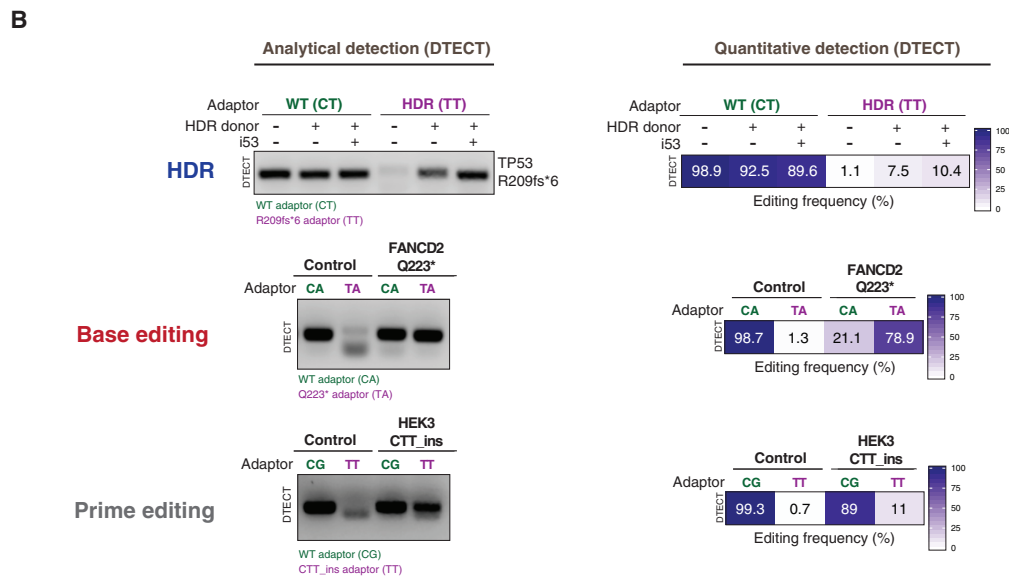 B
Analytical detection (DTECT)
Adaptor WT (CT) HDR (TT)
HDR donor - + + - + +
i53 + +
HDR
DTECT
TP53
R209fs*6
WT adaptor (CT)
R209fs*6 adaptor (TT)
Quantitative detection (DTECT)
Adaptor WT (CT) HDR (TT)
HDR donor - + + - + +
i53 - - + - - +
DTECT
98.9 92.5 89.6 1.1 7.5 10.4
Editing frequency (%)
100
75
50
25
0
Base editing
Control
FANCD2
Q223*
Adaptor CA TA CA TA
DTECT
WT adaptor (CA)
Q223* adaptor (TA)
Control
FANCD2
Q223*
Adaptor CA TA CA TA
DTECT
98.7 1.3 21.1 78.9
Editing frequency (%)
100
75
50
25
0
Prime editing
Control
HEK3
CTT_ins
Adaptor CG TT CG TT
DTECT
WT adaptor (CG)
CTT_ins adaptor (TT)
Control
HEK3
CTT_ins
Adaptor CG TT CG TT
DTECT
99.3 0.7 89 11
Editing frequency (%)
100
75
50
25
0